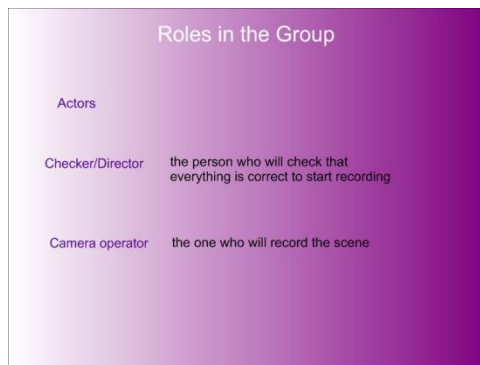 Roles in the Group
Actors
Checker/Director the person who will check that
everything is correct to start recording
Camera operator the one who will record the scene